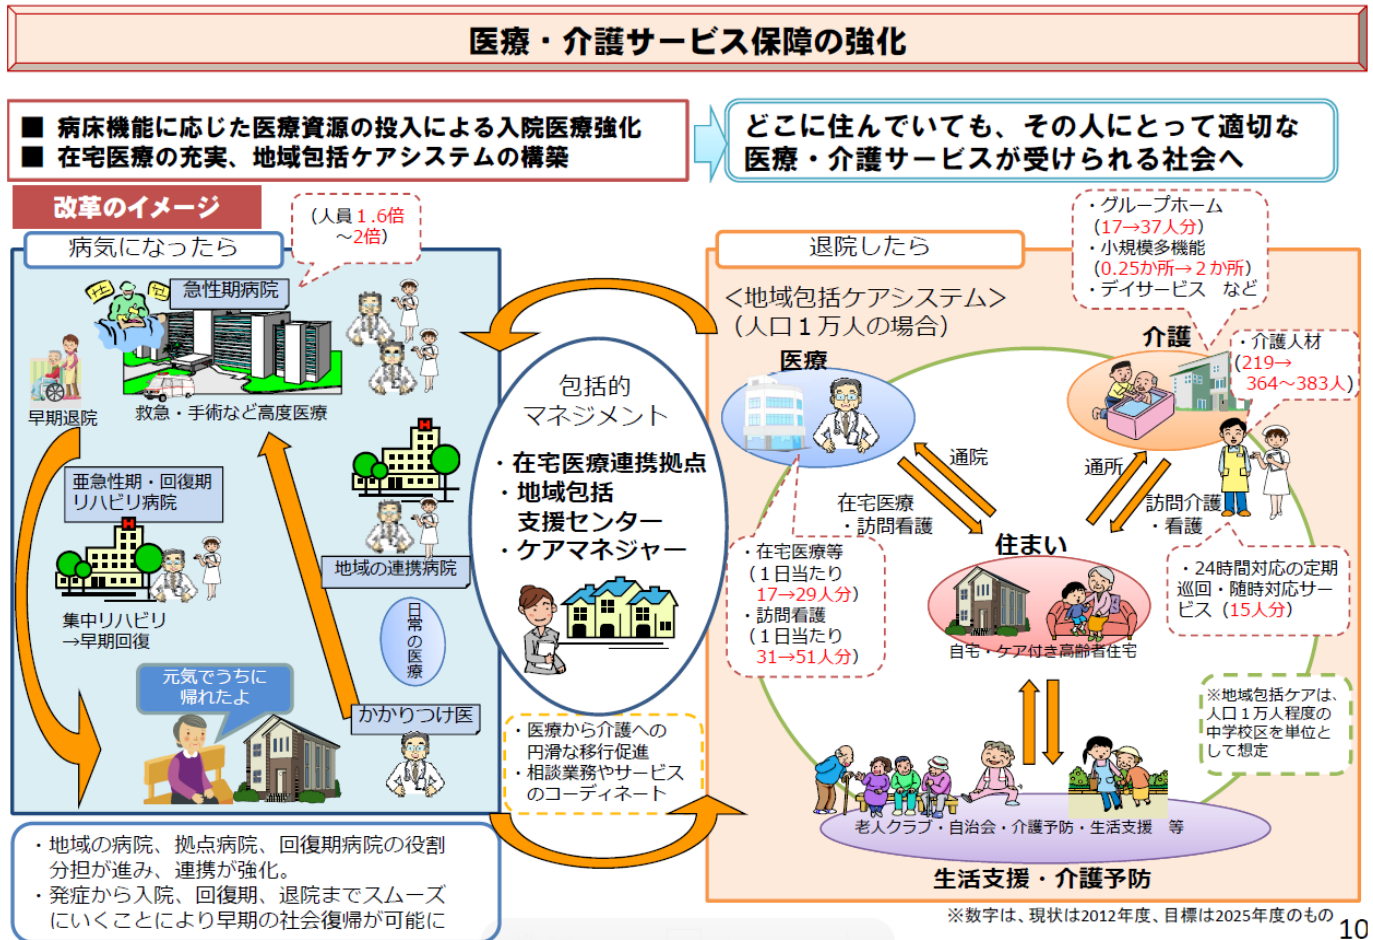 医療・介護サービス保障の強化
■ 病床機能に応じた医療資源の投入による入院医療強化
■ 在宅医療の充実、地域包括ケアシステムの構築
どこに住んでいても、その人にとって適切な
医療・介護サービスが受けられる社会へ
改革のイメージ
(人員1.6倍
～2倍)
病気になったら
急性期病院
早期退院
救急・手術など高度医療
亜急性期・回復期
リハビリ病院
H
H
地域の連携病院
集中リハビリ
→早期回復
日常の医療
元気でうちに
帰れたよ
かかりつけ医
・地域の病院、拠点病院、回復期病院の役割
分担が進み、連携が強化。
・発症から入院、回復期、退院までスムーズ
にいくことにより早期の社会復帰が可能に
包括的
マネジメント
・在宅医療連携拠点
・地域包括
支援センター
・ケアマネジャー
・医療から介護への
円滑な移行促進
・相談業務やサービス
のコーディネート
退院したら
＜地域包括ケアシステム＞
(人口1万人の場合)
・グループホーム
(17→37人分)
・小規模多機能
(0.25か所→2か所)
・デイサービス など
医療
介護
・介護人材
(219→
364～383人)
通院
通所
在宅医療
・訪問看護
訪問介護
・看護
・在宅医療等
(1日当たり
17→29人分)
・訪問看護
(1日当たり
31→51人分)
住まい
自宅・ケア付き高齢者住宅
・24時間対応の定期
巡回・随時対応サー
ビス (15人分)
※地域包括ケアは、
人口1万人程度の
中学校区を単位と
して想定
老人クラブ・自治会・介護予防・生活支援 等
生活支援・介護予防
※数字は、現状は2012年度、目標は2025年度のもの
10